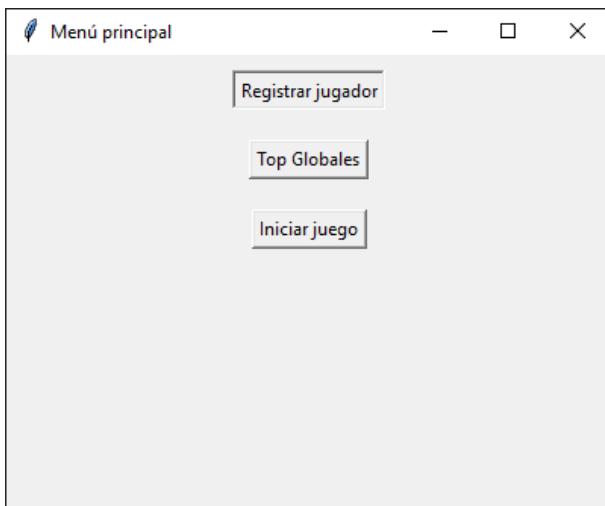 Menú principal
Registrar jugador
Top Globales
Iniciar juego